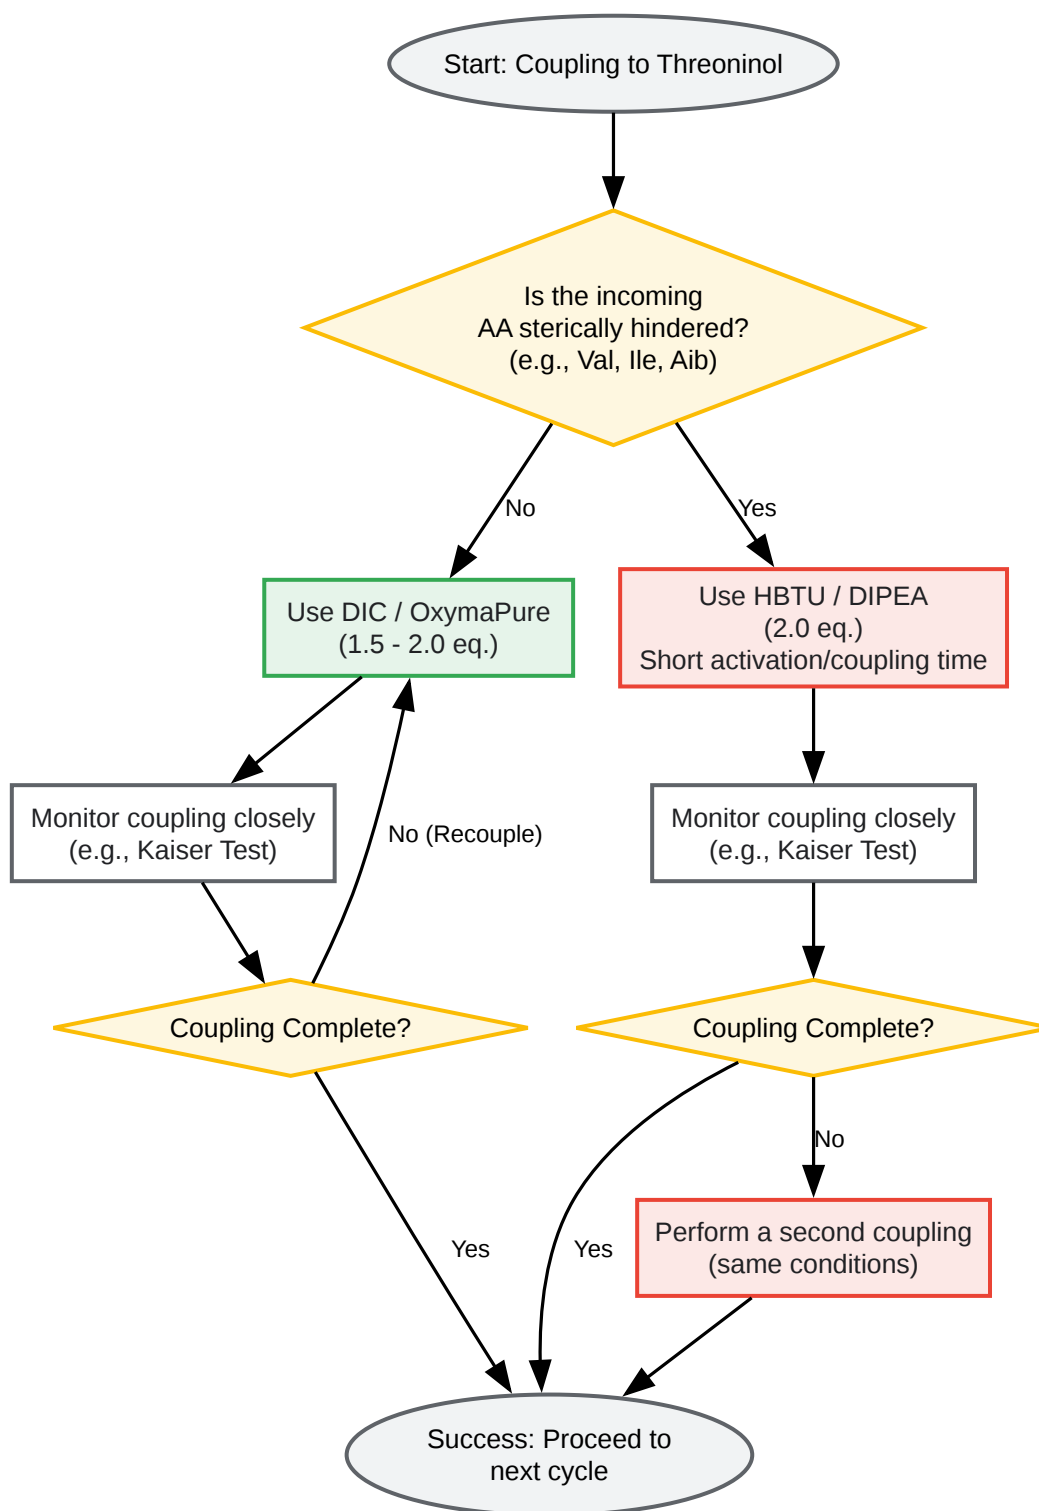 Start: Coupling to Threoninol
Is the incoming
AA sterically hindered?
(e.g., Val, Ile, Aib)
No
Yes
Use DIC / OxymaPure
(1.5 - 2.0 eq.)
Use HBTU / DIPEA
(2.0 eq.)
Short activation/coupling time
Monitor coupling closely
(e.g., Kaiser Test)
No (Recouple)
Monitor coupling closely
(e.g., Kaiser Test)
Coupling Complete?
Coupling Complete?
No
Yes
Yes
Perform a second coupling
(same conditions)
Success: Proceed to
next cycle